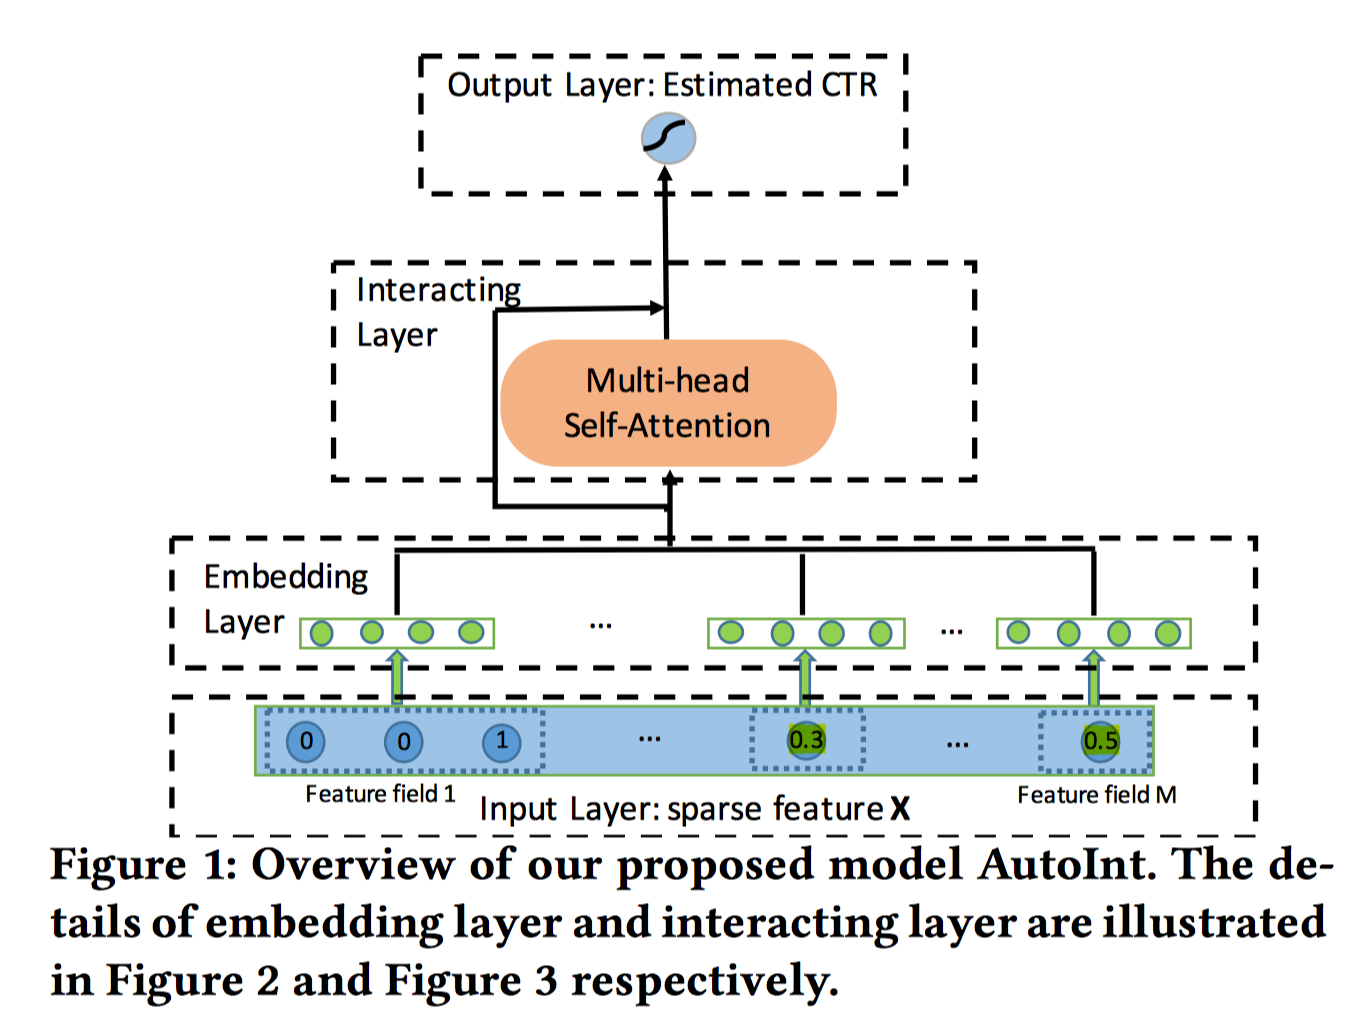 Output Layer: Estimated CTR
Interacting
Layer
Multi-head
Self-Attention
Embedding
Layer
... ...
0 0 1 ... 0.3 ... 0.5
Feature field 1
Feature field M
Input Layer: sparse feature X
Figure 1: Overview of our proposed model AutoInt. The de-
tails of embedding layer and interacting layer are illustrated
in Figure 2 and Figure 3 respectively.